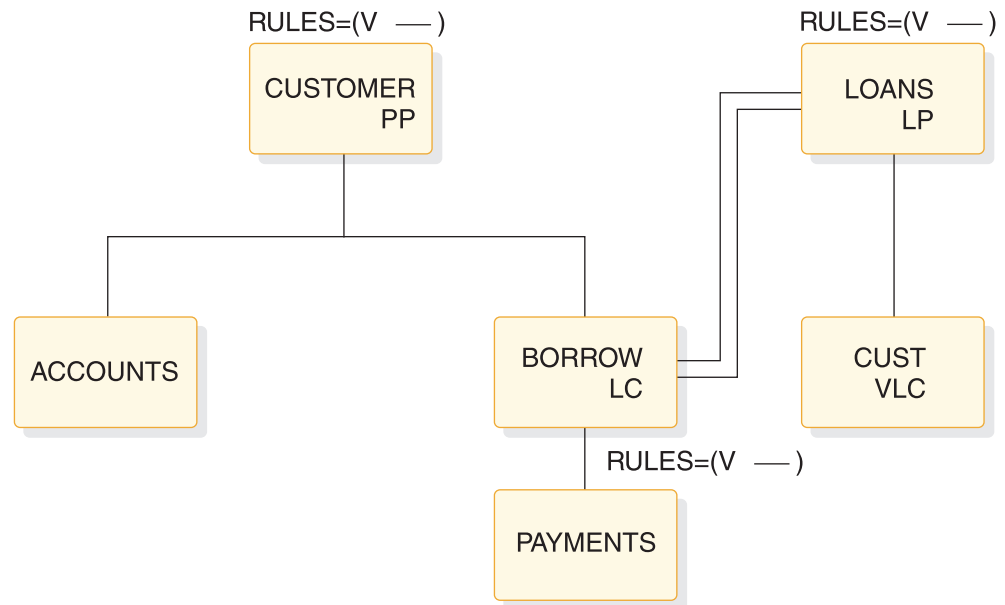 RULES=(V — )
RULES=(V — )
CUSTOMER
PP
LOANS
LP
ACCOUNTS
BORROW
LC
CUST
VLC
RULES=(V — )
PAYMENTS